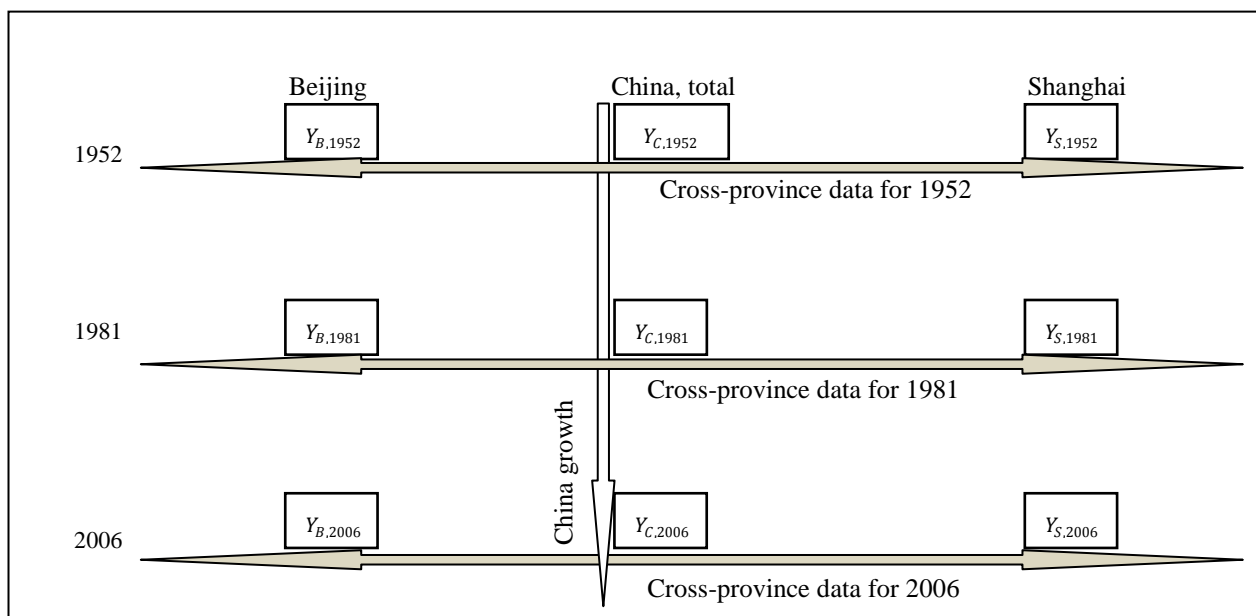 Beijing China, total Shanghai
1952 Y_{B,1952} Y_{C,1952} Y_{S,1952}
Cross-province data for 1952
1981 Y_{B,1981} Y_{C,1981} Y_{S,1981}
Cross-province data for 1981
China growth
2006 Y_{B,2006} Y_{C,2006} Y_{S,2006}
Cross-province data for 2006